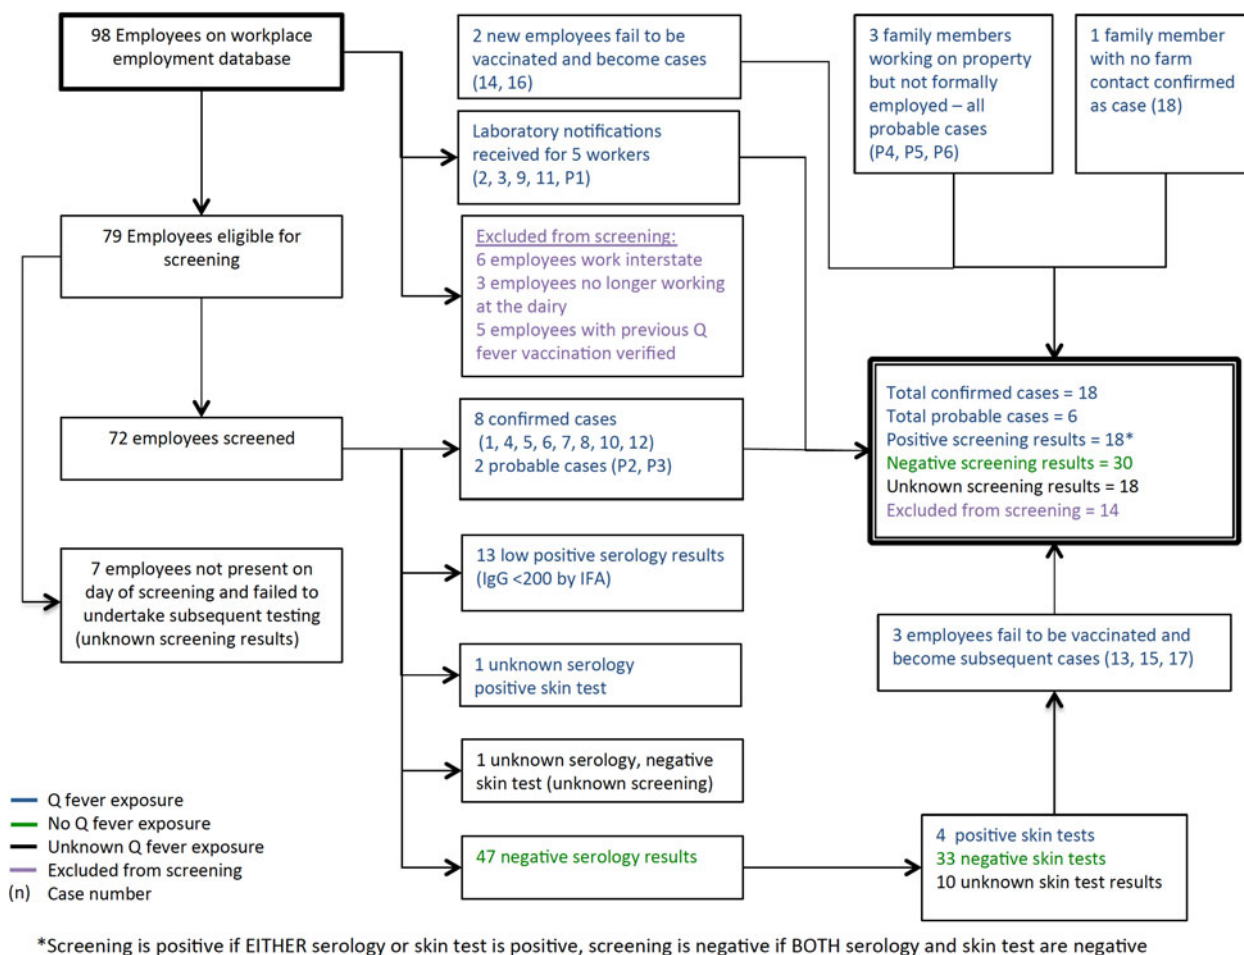 98 Employees on workplace
employment database
2 new employees fail to be
vaccinated and become cases
(14, 16)
3 family members
working on property
but not formally
employed – all
probable cases
(P4, P5, P6)
1 family member
with no farm
contact confirmed
as case (18)
Laboratory notifications
received for 5 workers
(2, 3, 9, 11, P1)
79 Employees eligible for
screening
Excluded from screening:
6 employees work interstate
3 employees no longer working
at the dairy
5 employees with previous Q
fever vaccination verified
72 employees screened
8 confirmed cases
(1, 4, 5, 6, 7, 8, 10, 12)
2 probable cases (P2, P3)
Total confirmed cases = 18
Total probable cases = 6
Positive screening results = 18*
Negative screening results = 30
Unknown screening results = 18
Excluded from screening = 14
7 employees not present on
day of screening and failed to
undertake subsequent testing
(unknown screening results)
13 low positive serology results
(IgG <200 by IFA)
1 unknown serology
positive skin test
3 employees fail to be vaccinated and
become subsequent cases (13, 15, 17)
1 unknown serology, negative
skin test (unknown screening)
47 negative serology results
4 positive skin tests
33 negative skin tests
10 unknown skin test results
Q fever exposure
No Q fever exposure
Unknown Q fever exposure
Excluded from screening
(n) Case number
*Screening is positive if EITHER serology or skin test is positive, screening is negative if BOTH serology and skin test are negative